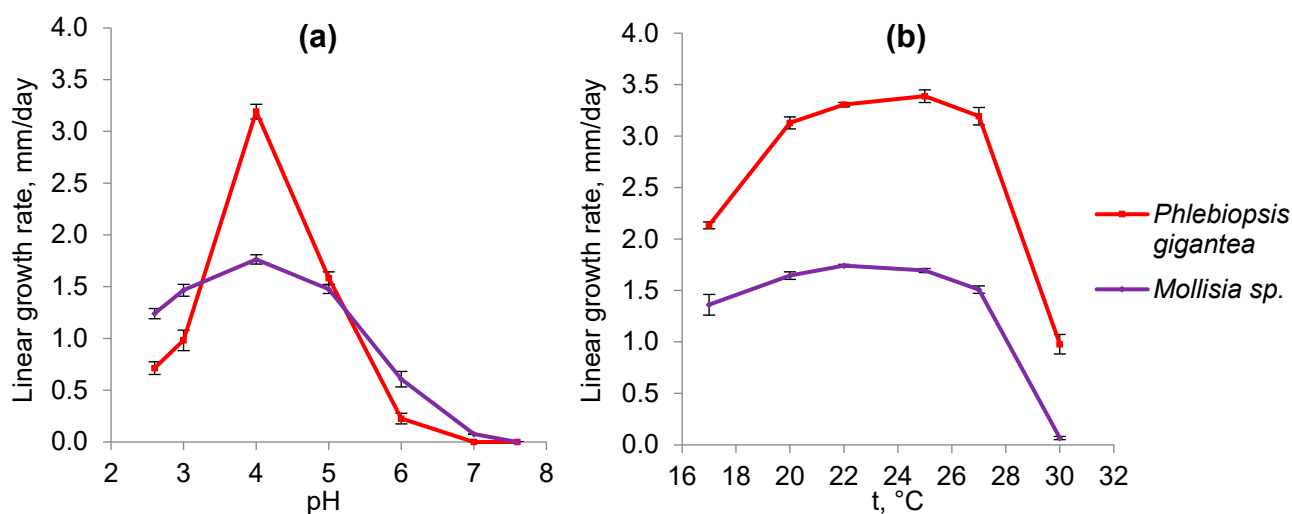 (a)
Linear growth rate, mm/day
4.0
3.5
3.0
2.5
2.0
1.5
1.0
0.5
0.0
2 3 4 5 6 7 8
pH
(b)
Linear growth rate, mm/day
4.0
3.5
3.0
2.5
2.0
1.5
1.0
0.5
0.0
16 18 20 22 24 26 28 30 32
t, °C
Phlebiopsis
gigantea
Mollisia sp.